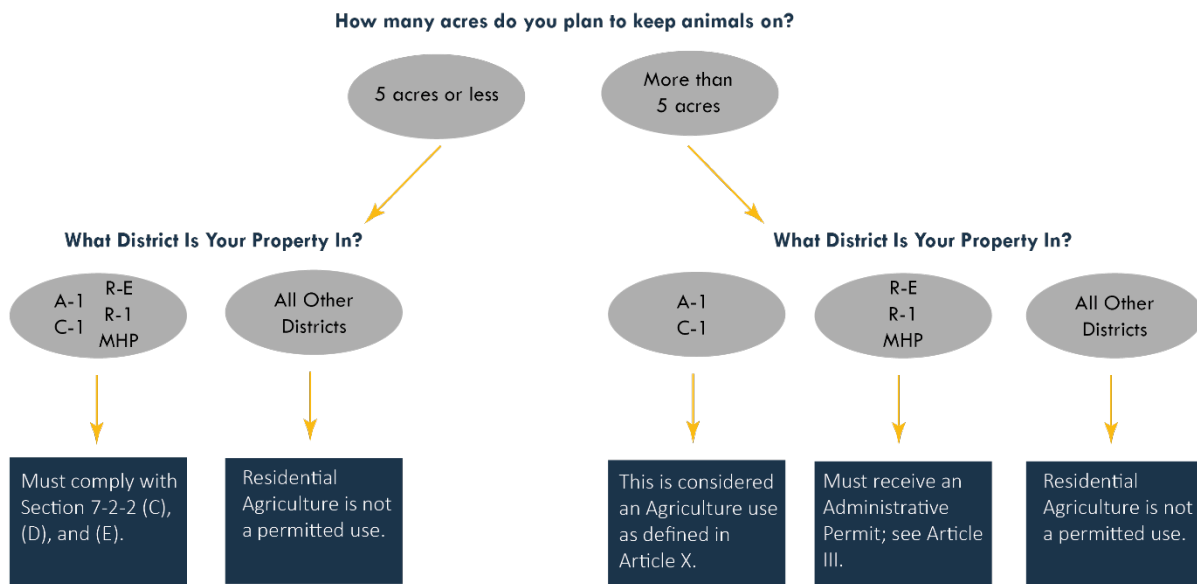 How many acres do you plan to keep animals on?
5 acres or less
More than
5 acres
What District Is Your Property In?
What District Is Your Property In?
A-1
C-1
R-E
R-1
MHP
All Other
Districts
A-1
C-1
R-E
R-1
MHP
All Other
Districts
Must comply with
Section 7-2-2 (C),
(D), and (E).
Residential
Agriculture is not
a permitted use.
This is considered
an Agriculture use
as defined in
Article X.
Must receive an
Administrative
Permit; see Article
III.
Residential
Agriculture is not
a permitted use.